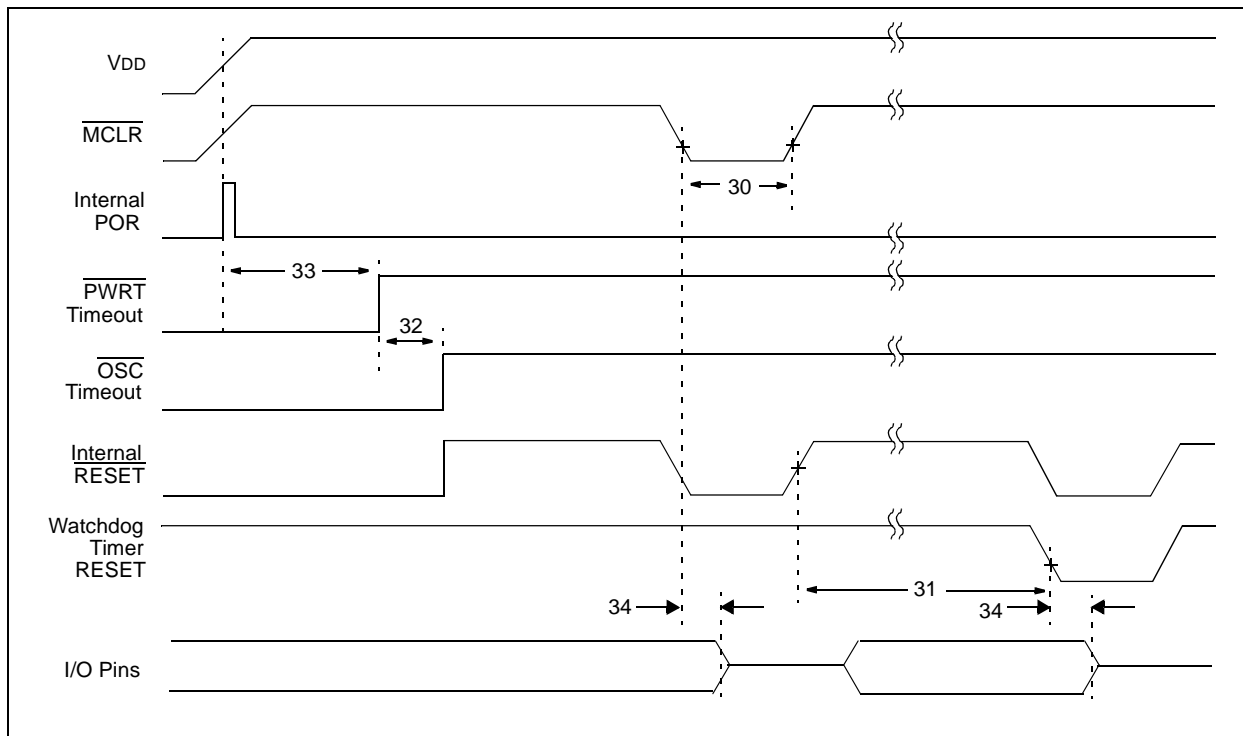 VDD
MCLR
30
Internal
POR
33
PWRT
Timeout
32
OSC
Timeout
Internal
RESET
Watchdog
Timer
RESET
31
34
34
I/O Pins